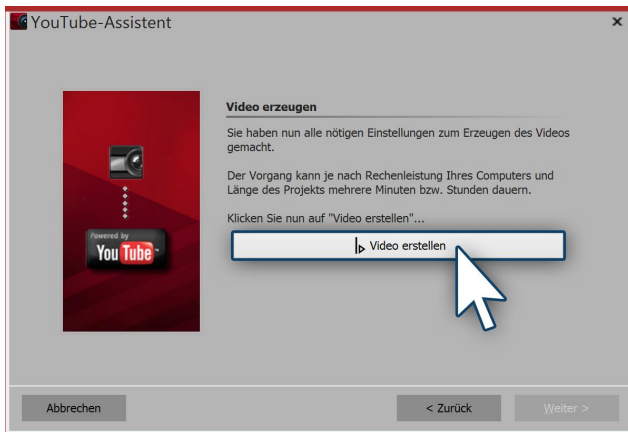 YouTube-Assistent
Video erzeugen
Sie haben nun alle nötigen Einstellungen zum Erzeugen des Videos
gemacht.
Der Vorgang kann je nach Rechenleistung Ihres Computers und
Länge des Projekts mehrere Minuten bzw. Stunden dauern.
Klicken Sie nun auf "Video erstellen"...
Powered by
YouTube
Video erstellen
Abbrechen
< Zurück
Weiter >